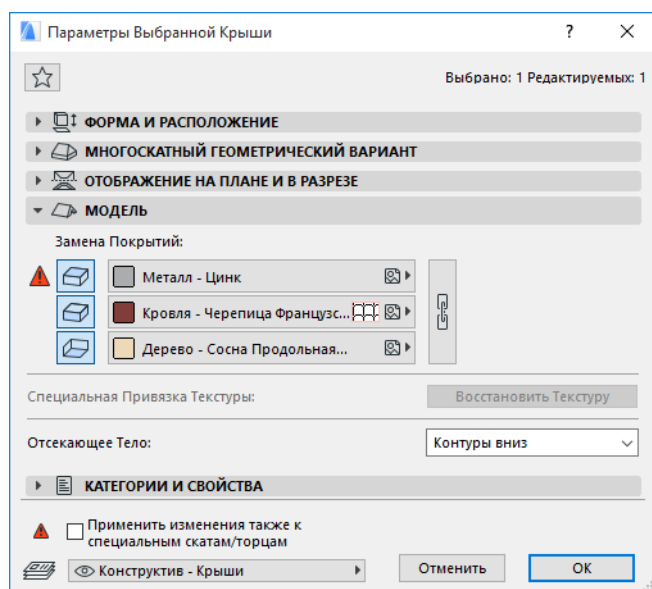 Параметры Выбранной Крыши
?
Выбрано: 1 Редактируемых: 1
ФОРМА И РАСПОЛОЖЕНИЕ
МНОГОСКАТНЫЙ ГЕОМЕТРИЧЕСКИЙ ВАРИАНТ
ОТОБРАЖЕНИЕ НА ПЛАНЕ И В РАЗРЕЗЕ
МОДЕЛЬ
Замена Покрытий:
Металл - Цинк
Кровля - Черепица Французс...
Дерево - Сосна Продольная...
Специальная Привязка Текстуры: Восстановить Текстуру
Отсекающее Тело: Контуры вниз
КАТЕГОРИИ И СВОЙСТВА
Применить изменения также к
специальным скатам/торцам
Конструктив - Крыши Отменить OK